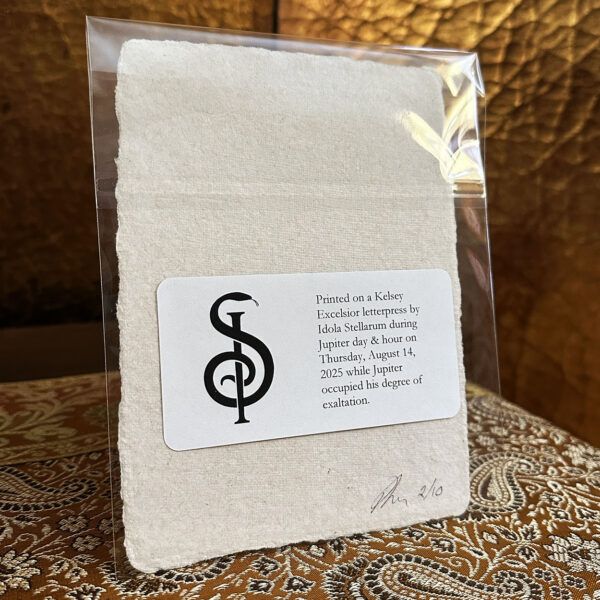 Printed on a Kelsey
Excelsior letterpress by
Idola Stellarum during
Jupiter day & hour on
Thursday, August 14,
2025 while Jupiter
occupied his degree of
exaltation.
2/10